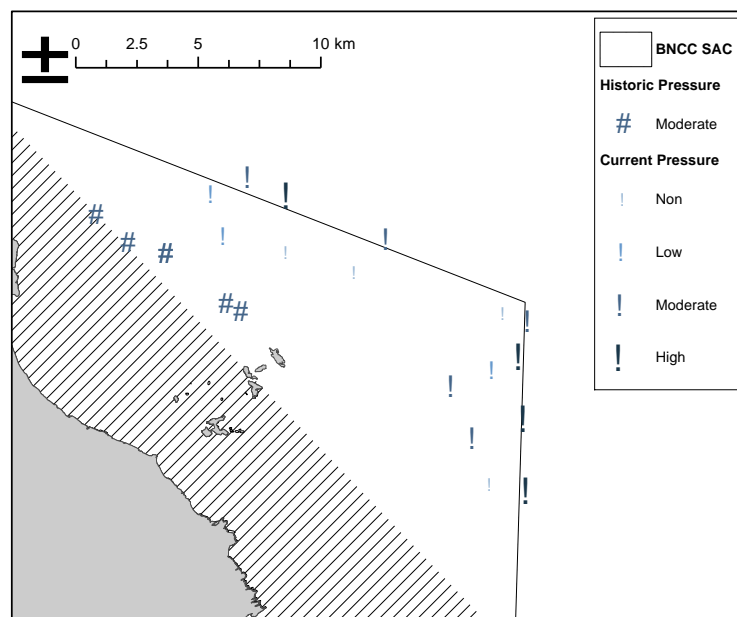 0 2.5 5 10 km
BNCC SAC
Historic Pressure
# Moderate
Current Pressure
! Non
! Low
! Moderate
! High